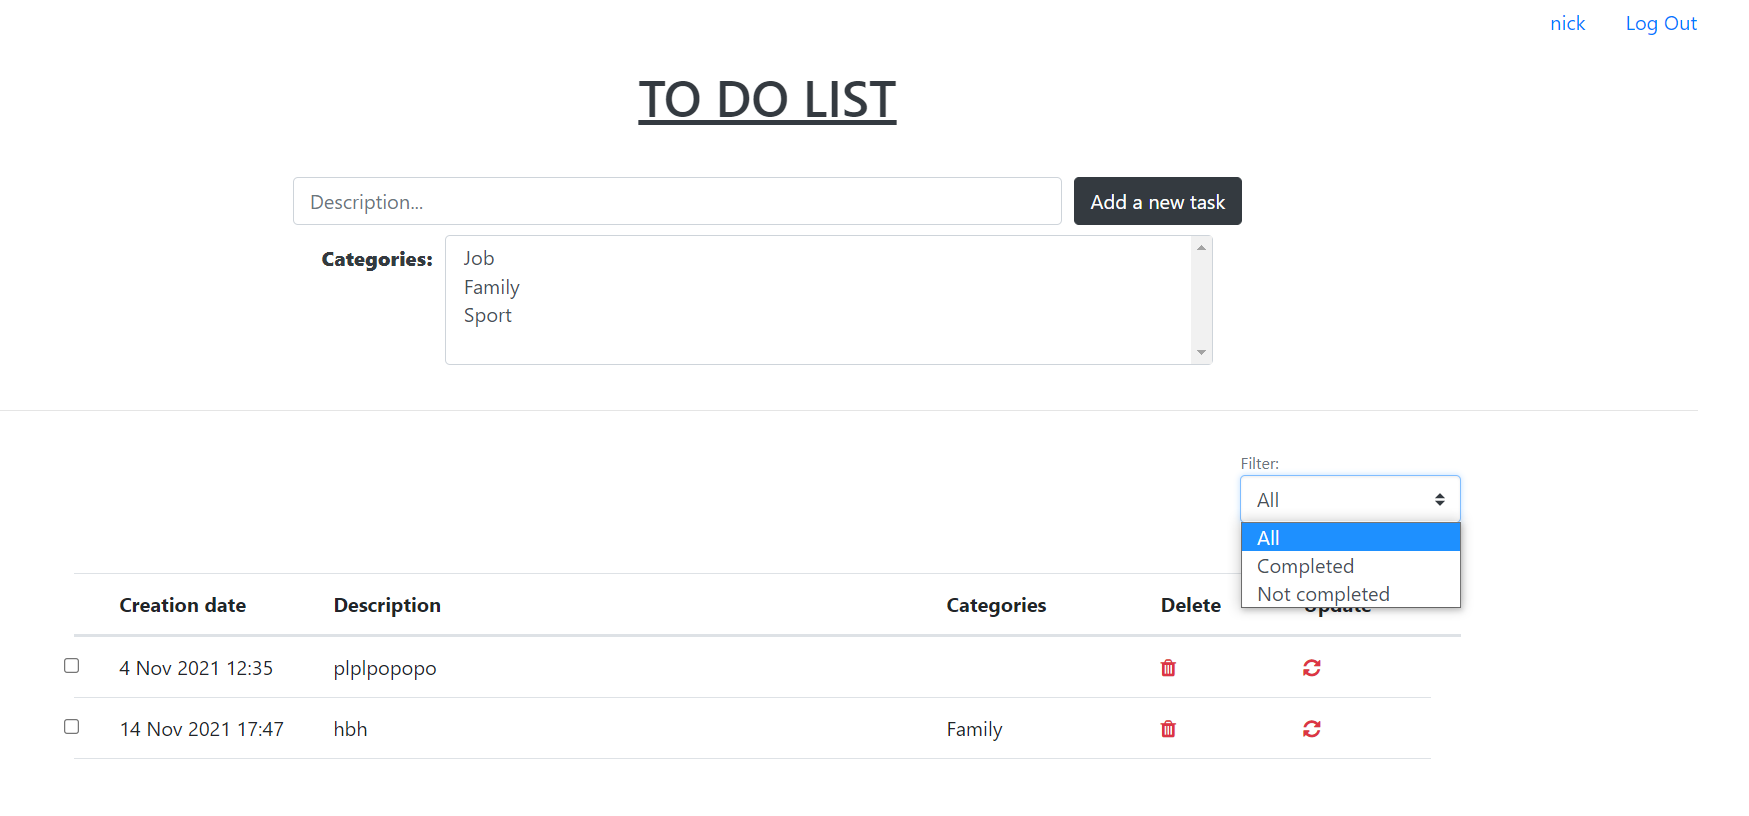 nick Log Out
TO DO LIST
Description...
Add a new task
Categories:
Job
Family
Sport
Filter:
All
All
Completed
Not completed
Creation date Description Categories Delete Update
4 Nov 2021 12:35 plplpopopo
14 Nov 2021 17:47 hbh Family